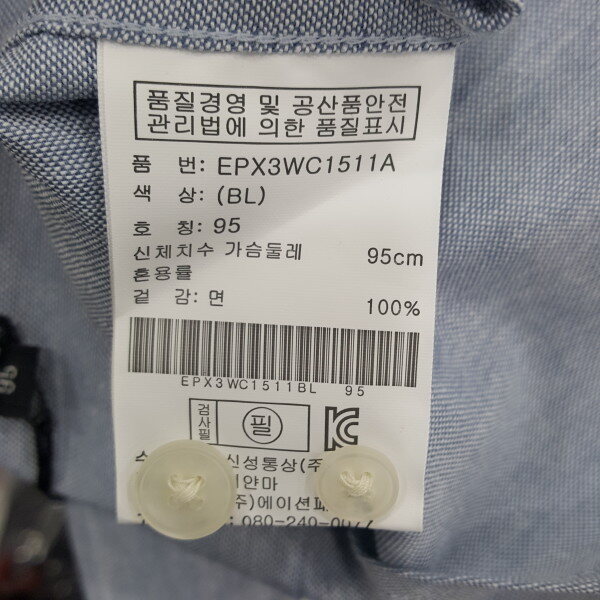 품질경영 및 공산품안전
관리법에 의한 품질표시
품 번: EPX3WC1511A
색 상: (BL)
호 칭: 95
신체치수 가슴둘레 95cm
혼용률
겉 감: 면 100%
EPX3WC1511BL 95
검사필 필
신성통상(주
(주)에이션패
: 080-240-00